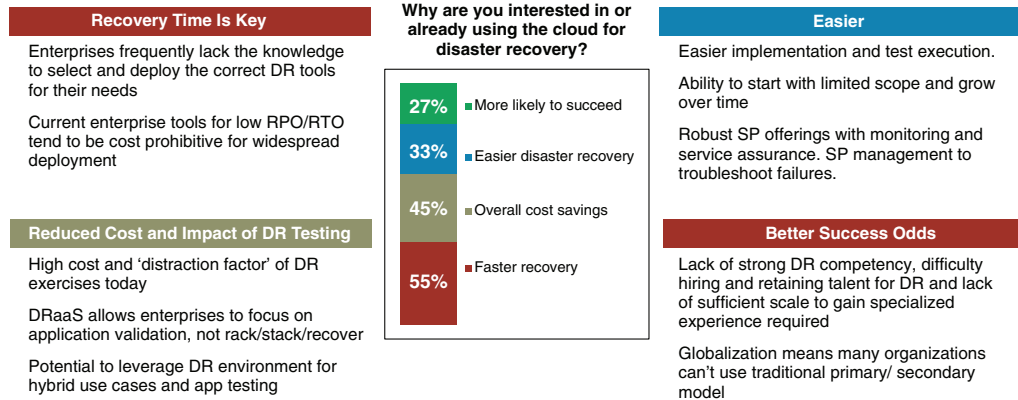 Recovery Time Is Key
Enterprises frequently lack the knowledge
to select and deploy the correct DR tools
for their needs
Current enterprise tools for low RPO/RTO
tend to be cost prohibitive for widespread
deployment
Reduced Cost and Impact of DR Testing
High cost and ‘distraction factor’ of DR
exercises today
DRaaS allows enterprises to focus on
application validation, not rack/stack/recover
Potential to leverage DR environment for
hybrid use cases and app testing
Why are you interested in or
already using the cloud for
disaster recovery?
27% More likely to succeed
33% Easier disaster recovery
45% Overall cost savings
55% Faster recovery
Easier
Easier implementation and test execution.
Ability to start with limited scope and grow
over time
Robust SP offerings with monitoring and
service assurance. SP management to
troubleshoot failures.
Better Success Odds
Lack of strong DR competency, difficulty
hiring and retaining talent for DR and lack
of sufficient scale to gain specialized
experience required
Globalization means many organizations
can’t use traditional primary/ secondary
model